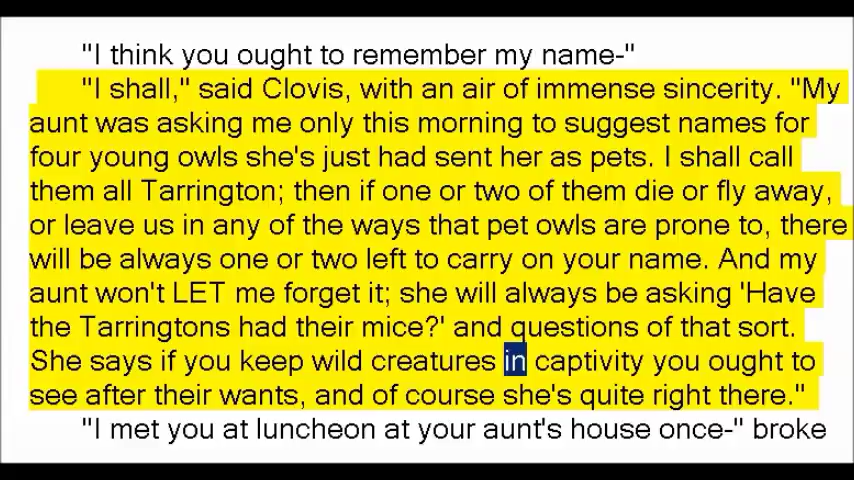 "I think you ought to remember my name-"
"I shall," said Clovis, with an air of immense sincerity. "My
aunt was asking me only this morning to suggest names for
four young owls she's just had sent her as pets. I shall call
them all Tarrington; then if one or two of them die or fly away,
or leave us in any of the ways that pet owls are prone to, there
will be always one or two left to carry on your name. And my
aunt won't LET me forget it; she will always be asking 'Have
the Tarringtons had their mice?' and questions of that sort.
She says if you keep wild creatures in captivity you ought to
see after their wants, and of course she's quite right there."
"I met you at luncheon at your aunt's house once-" broke